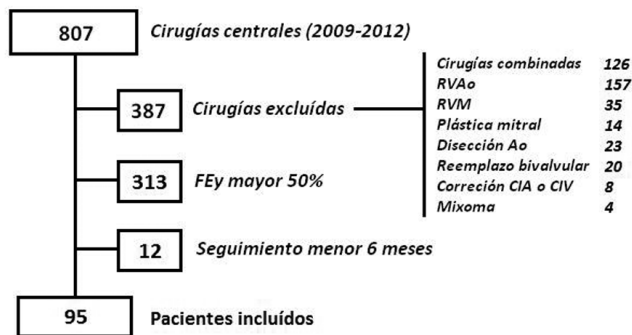 807 Cirugías centrales (2009-2012)
387 Cirugías excluídas
Cirugías combinadas 126
RVAo 157
RVM 35
Plástica mitral 14
Disección Ao 23
Reemplazo bivalvular 20
Correción CIA o CIV 8
Mixoma 4
313 FEy mayor 50%
12 Seguimiento menor 6 meses
95 Pacientes incluídos